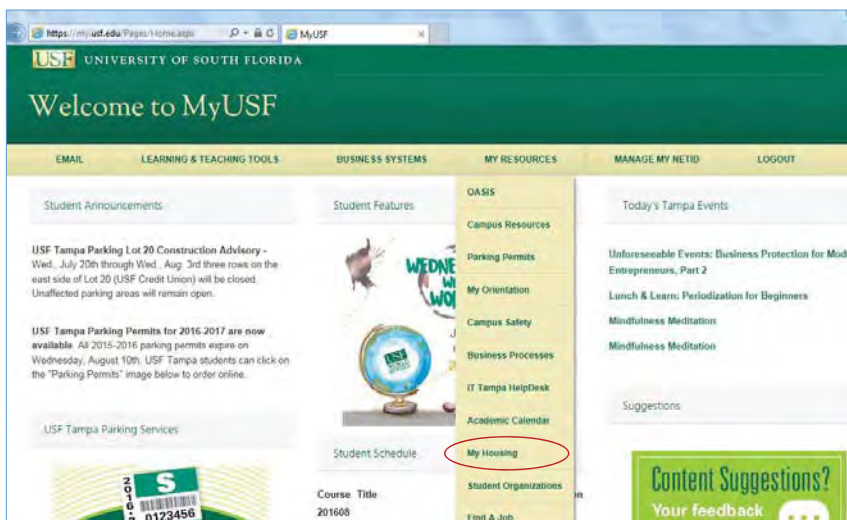 https://my.usf.edu/Pages/Home.aspx
MyUSF
USF UNIVERSITY OF SOUTH FLORIDA
Welcome to MyUSF
EMAIL LEARNING & TEACHING TOOLS BUSINESS SYSTEMS MY RESOURCES MANAGE MY NETID LOGOUT
Student Announcements
USF Tampa Parking Lot 20 Construction Advisory -
Wed., July 20th through Wed., Aug. 3rd three rows on the
east side of Lot 20 (USF Credit Union) will be closed.
Unaffected parking areas will remain open.
USF Tampa Parking Permits for 2016-2017 are now
available. All 2015-2016 parking permits expire on
Wednesday, August 10th. USF Tampa students can click on
the "Parking Permits" image below to order online.
USF Tampa Parking Services
S
2016-
0123456
Student Features
WEDNE
W
WO
USF
Student Schedule
Course Title
201608
OASIS
Campus Resources
Parking Permits
My Orientation
Campus Safety
Business Processes
IT Tampa HelpDesk
Academic Calendar
My Housing
Student Organizations
Find A Job
on
Today's Tampa Events
Unforeseeable Events: Business Protection for Mod
Entrepreneurs, Part 2
Lunch & Learn: Periodization for Beginners
Mindfulness Meditation
Mindfulness Meditation
Suggestions
Content Suggestions?
Your feedback